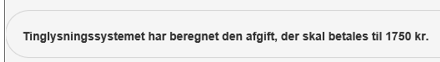 Tinglysningssystemet har beregnet den afgift, der skal betales til 1750 kr.